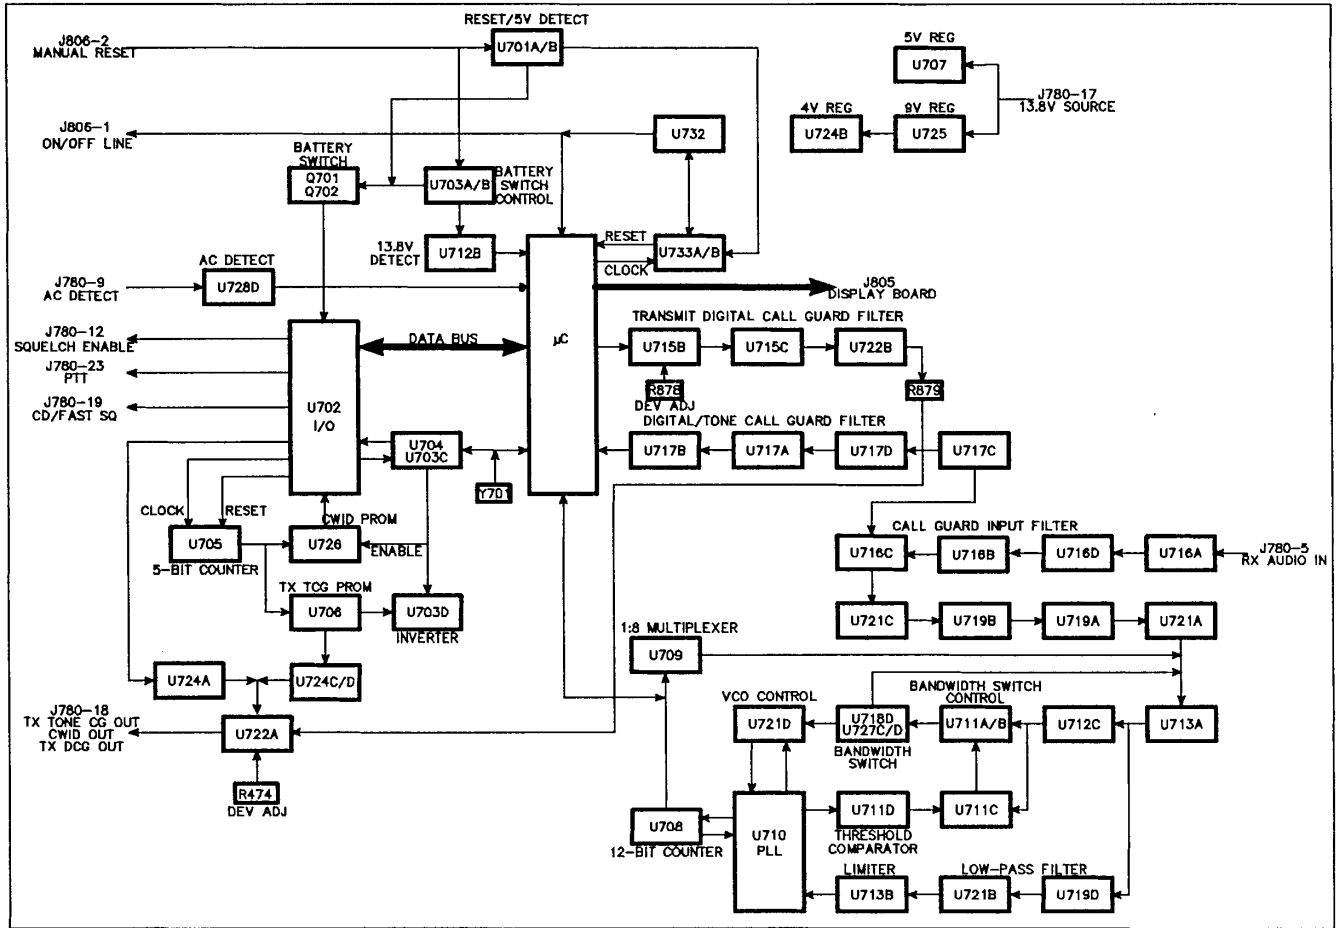 RESET/5V DETECT
J806-2
MANUAL RESET
U701A/B
5V REG
U707
J780-17
13.8V SOURCE
4V REG
9V REG
U724B
U725
J806-1
ON/OFF LINE
U732
BATTERY
SWITCH
Q701
Q702
U703A/B
BATTERY
SWITCH
CONTROL
13.8V
DETECT
U712B
RESET
U733A/B
CLOCK
AC DETECT
U728D
J780-9
AC DETECT
J805
DISPLAY BOARD
J780-12
SQUELCH ENABLE
J780-23
PTT
J780-19
CD/FAST SQ
U702
I/O
DATA BUS
µC
TRANSMIT DIGITAL CALL GUARD FILTER
U715B
U715C
U722B
R878
DEV ADJ
R879
DIGITAL/TONE CALL GUARD FILTER
U717B
U717A
U717D
U717C
U704
U703C
Y701
CLOCK
RESET
CWID PROM
U705
U726
ENABLE
5-BIT COUNTER
CALL GUARD INPUT FILTER
U716C
U716B
U716D
U716A
J780-5
RX AUDIO IN
TX TCG PROM
U706
U703D
INVERTER
U721C
U719B
U719A
U721A
1:8 MULTIPLEXER
U709
U724A
U724C/D
J780-18
TX TONE CG OUT
CWID OUT
TX DCG OUT
U722A
R474
DEV ADJ
VCO CONTROL
U721D
U718D
U727C/D
BANDWIDTH
SWITCH
BANDWIDTH SWITCH
CONTROL
U711A/B
U712C
U713A
U708
12-BIT COUNTER
U710
PLL
U711D
THRESHOLD
COMPARATOR
U711C
LIMITER
U713B
LOW-PASS FILTER
U721B
U719D